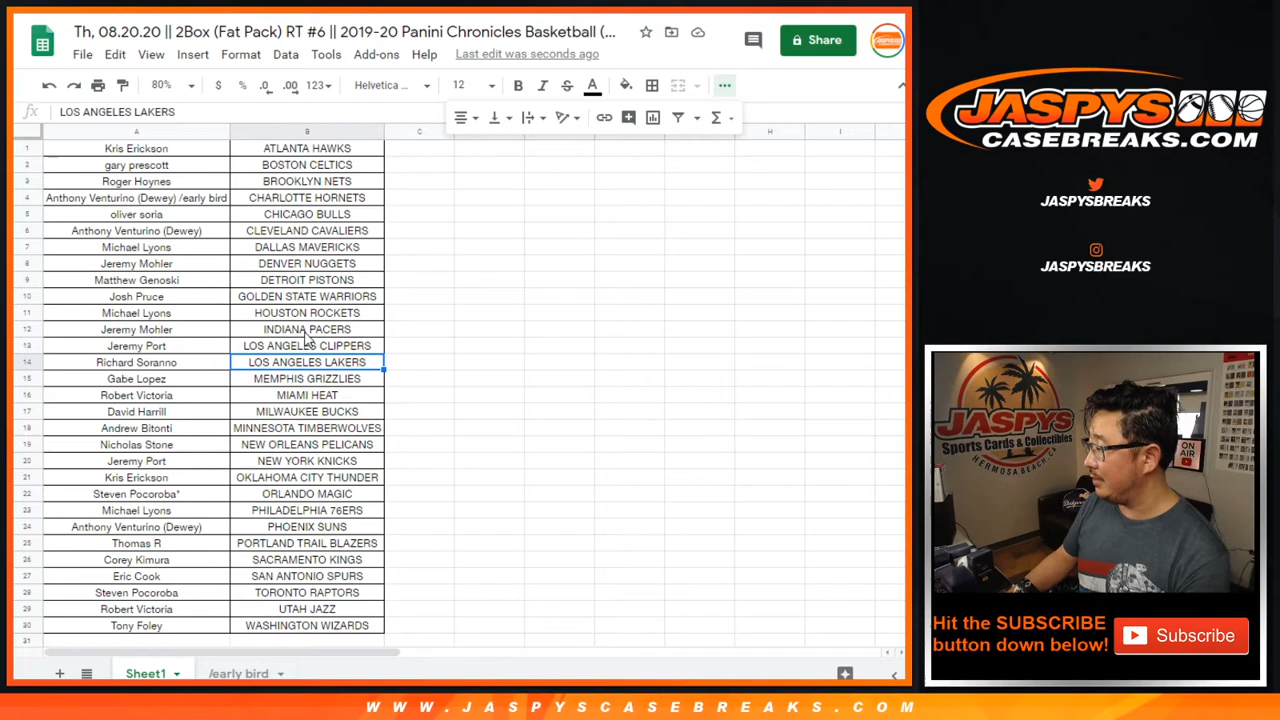 Th, 08.20.20 || 2Box (Fat Pack) RT #6 || 2019-20 Panini Chronicles Basketball (...
Share
File Edit View Insert Format Data Tools Add-ons Help Last edit was seconds ago
80% $ % .0 .00 123 Helvetica ... 12 B I S A
fx LOS ANGELES LAKERS
A B C D E F G H I
1 Kris Erickson ATLANTA HAWKS
2 gary prescott BOSTON CELTICS
3 Roger Hoynes BROOKLYN NETS
4 Anthony Venturino (Dewey) /early bird CHARLOTTE HORNETS
5 oliver soria CHICAGO BULLS
6 Anthony Venturino (Dewey) CLEVELAND CAVALIERS
7 Michael Lyons DALLAS MAVERICKS
8 Jeremy Mohler DENVER NUGGETS
9 Matthew Genoski DETROIT PISTONS
10 Josh Pruce GOLDEN STATE WARRIORS
11 Michael Lyons HOUSTON ROCKETS
12 Jeremy Mohler INDIANA PACERS
13 Jeremy Port LOS ANGELES CLIPPERS
14 Richard Soranno LOS ANGELES LAKERS
15 Gabe Lopez MEMPHIS GRIZZLIES
16 Robert Victoria MIAMI HEAT
17 David Harrill MILWAUKEE BUCKS
18 Andrew Bitonti MINNESOTA TIMBERWOLVES
19 Nicholas Stone NEW ORLEANS PELICANS
20 Jeremy Port NEW YORK KNICKS
21 Kris Erickson OKLAHOMA CITY THUNDER
22 Steven Pocoroba* ORLANDO MAGIC
23 Michael Lyons PHILADELPHIA 76ERS
24 Anthony Venturino (Dewey) PHOENIX SUNS
25 Thomas R PORTLAND TRAIL BLAZERS
26 Corey Kimura SACRAMENTO KINGS
27 Eric Cook SAN ANTONIO SPURS
28 Steven Pocoroba TORONTO RAPTORS
29 Robert Victoria UTAH JAZZ
30 Tony Foley WASHINGTON WIZARDS
31
Sheet1 /early bird
JASPYS
CASEBREAKS.COM
JASPYSBREAKS
JASPYSBREAKS
JASPYS
Sports Cards & Collectibles
HERMOSA BEACH, CA
ON
AIR
Hit the SUBSCRIBE
button down below!
Subscribe
WWW.JASPYSCASEBREAKS.COM